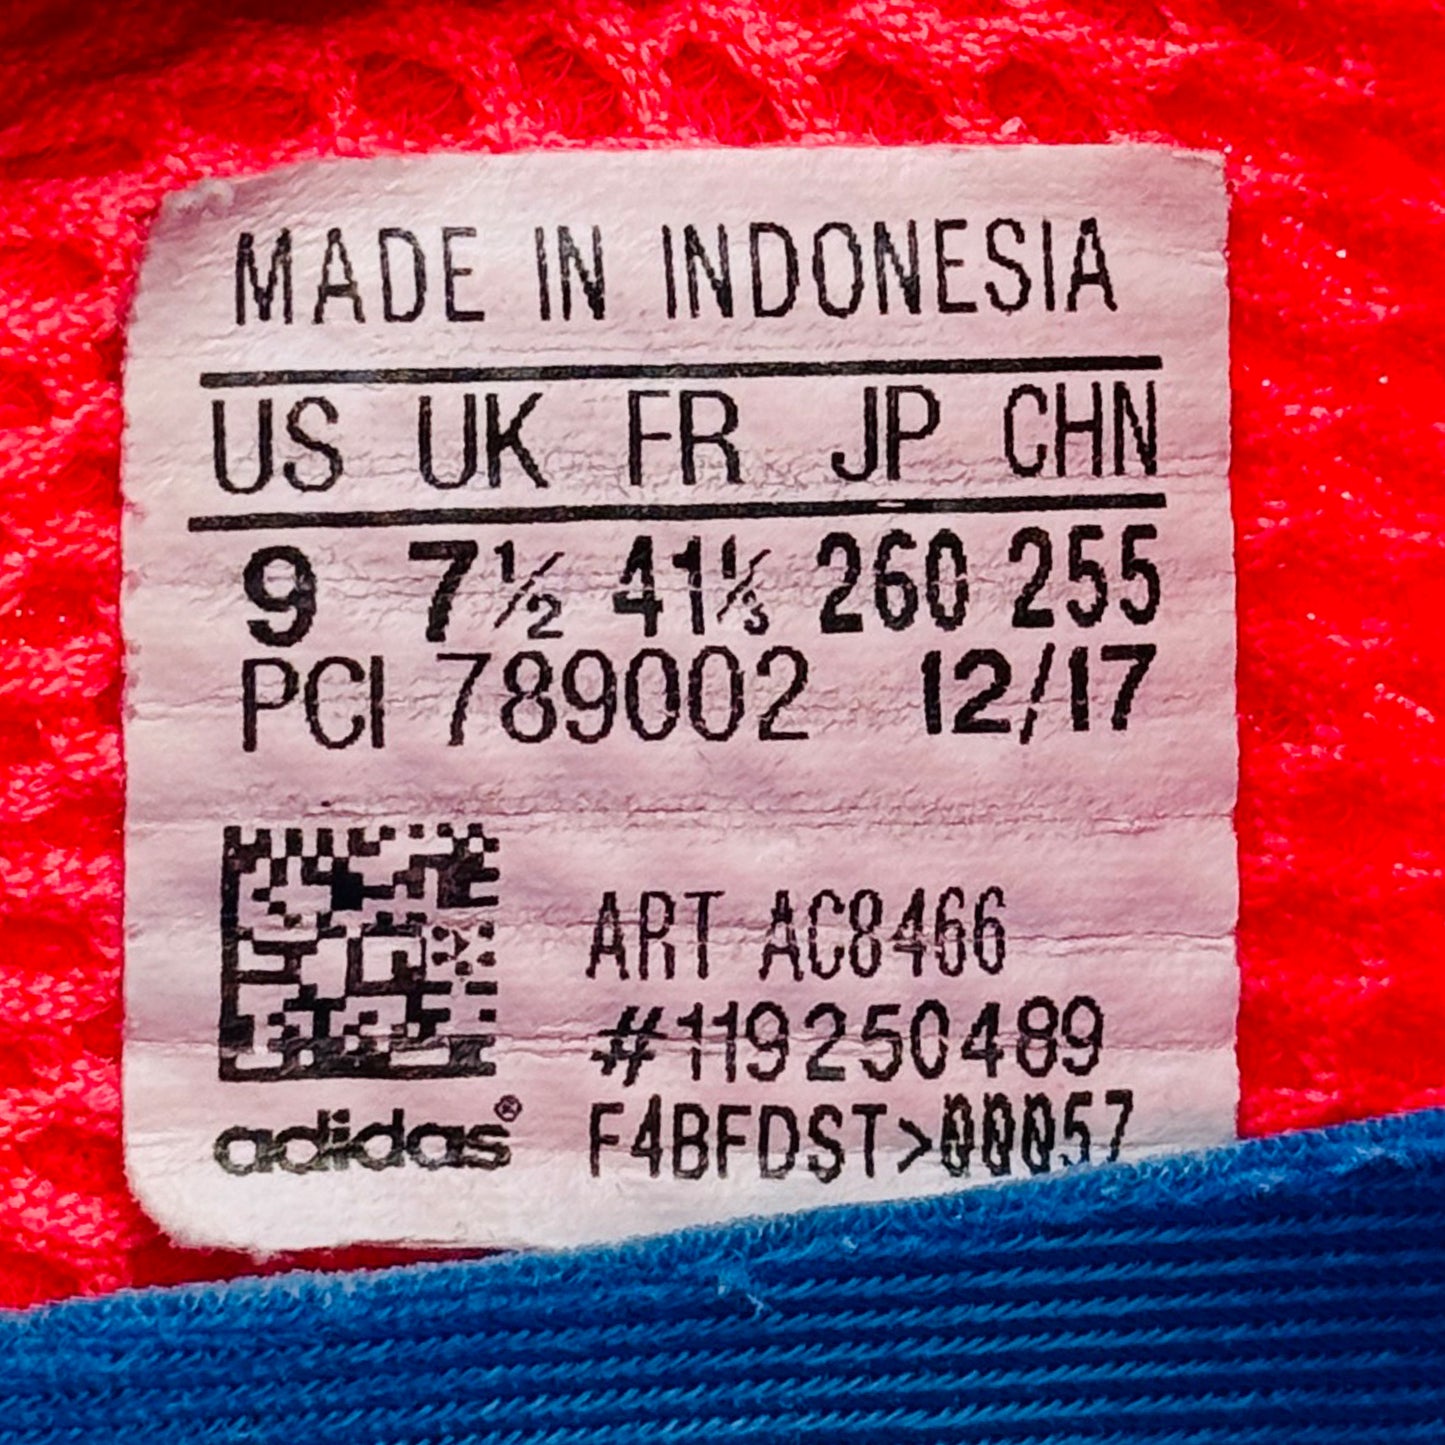 MADE IN INDONESIA
US UK FR JP CHN
9 7½ 41⅓ 260 255
PCI 789002 12/17
ART AC8466
#119250489
adidas® F4BFDST>00057